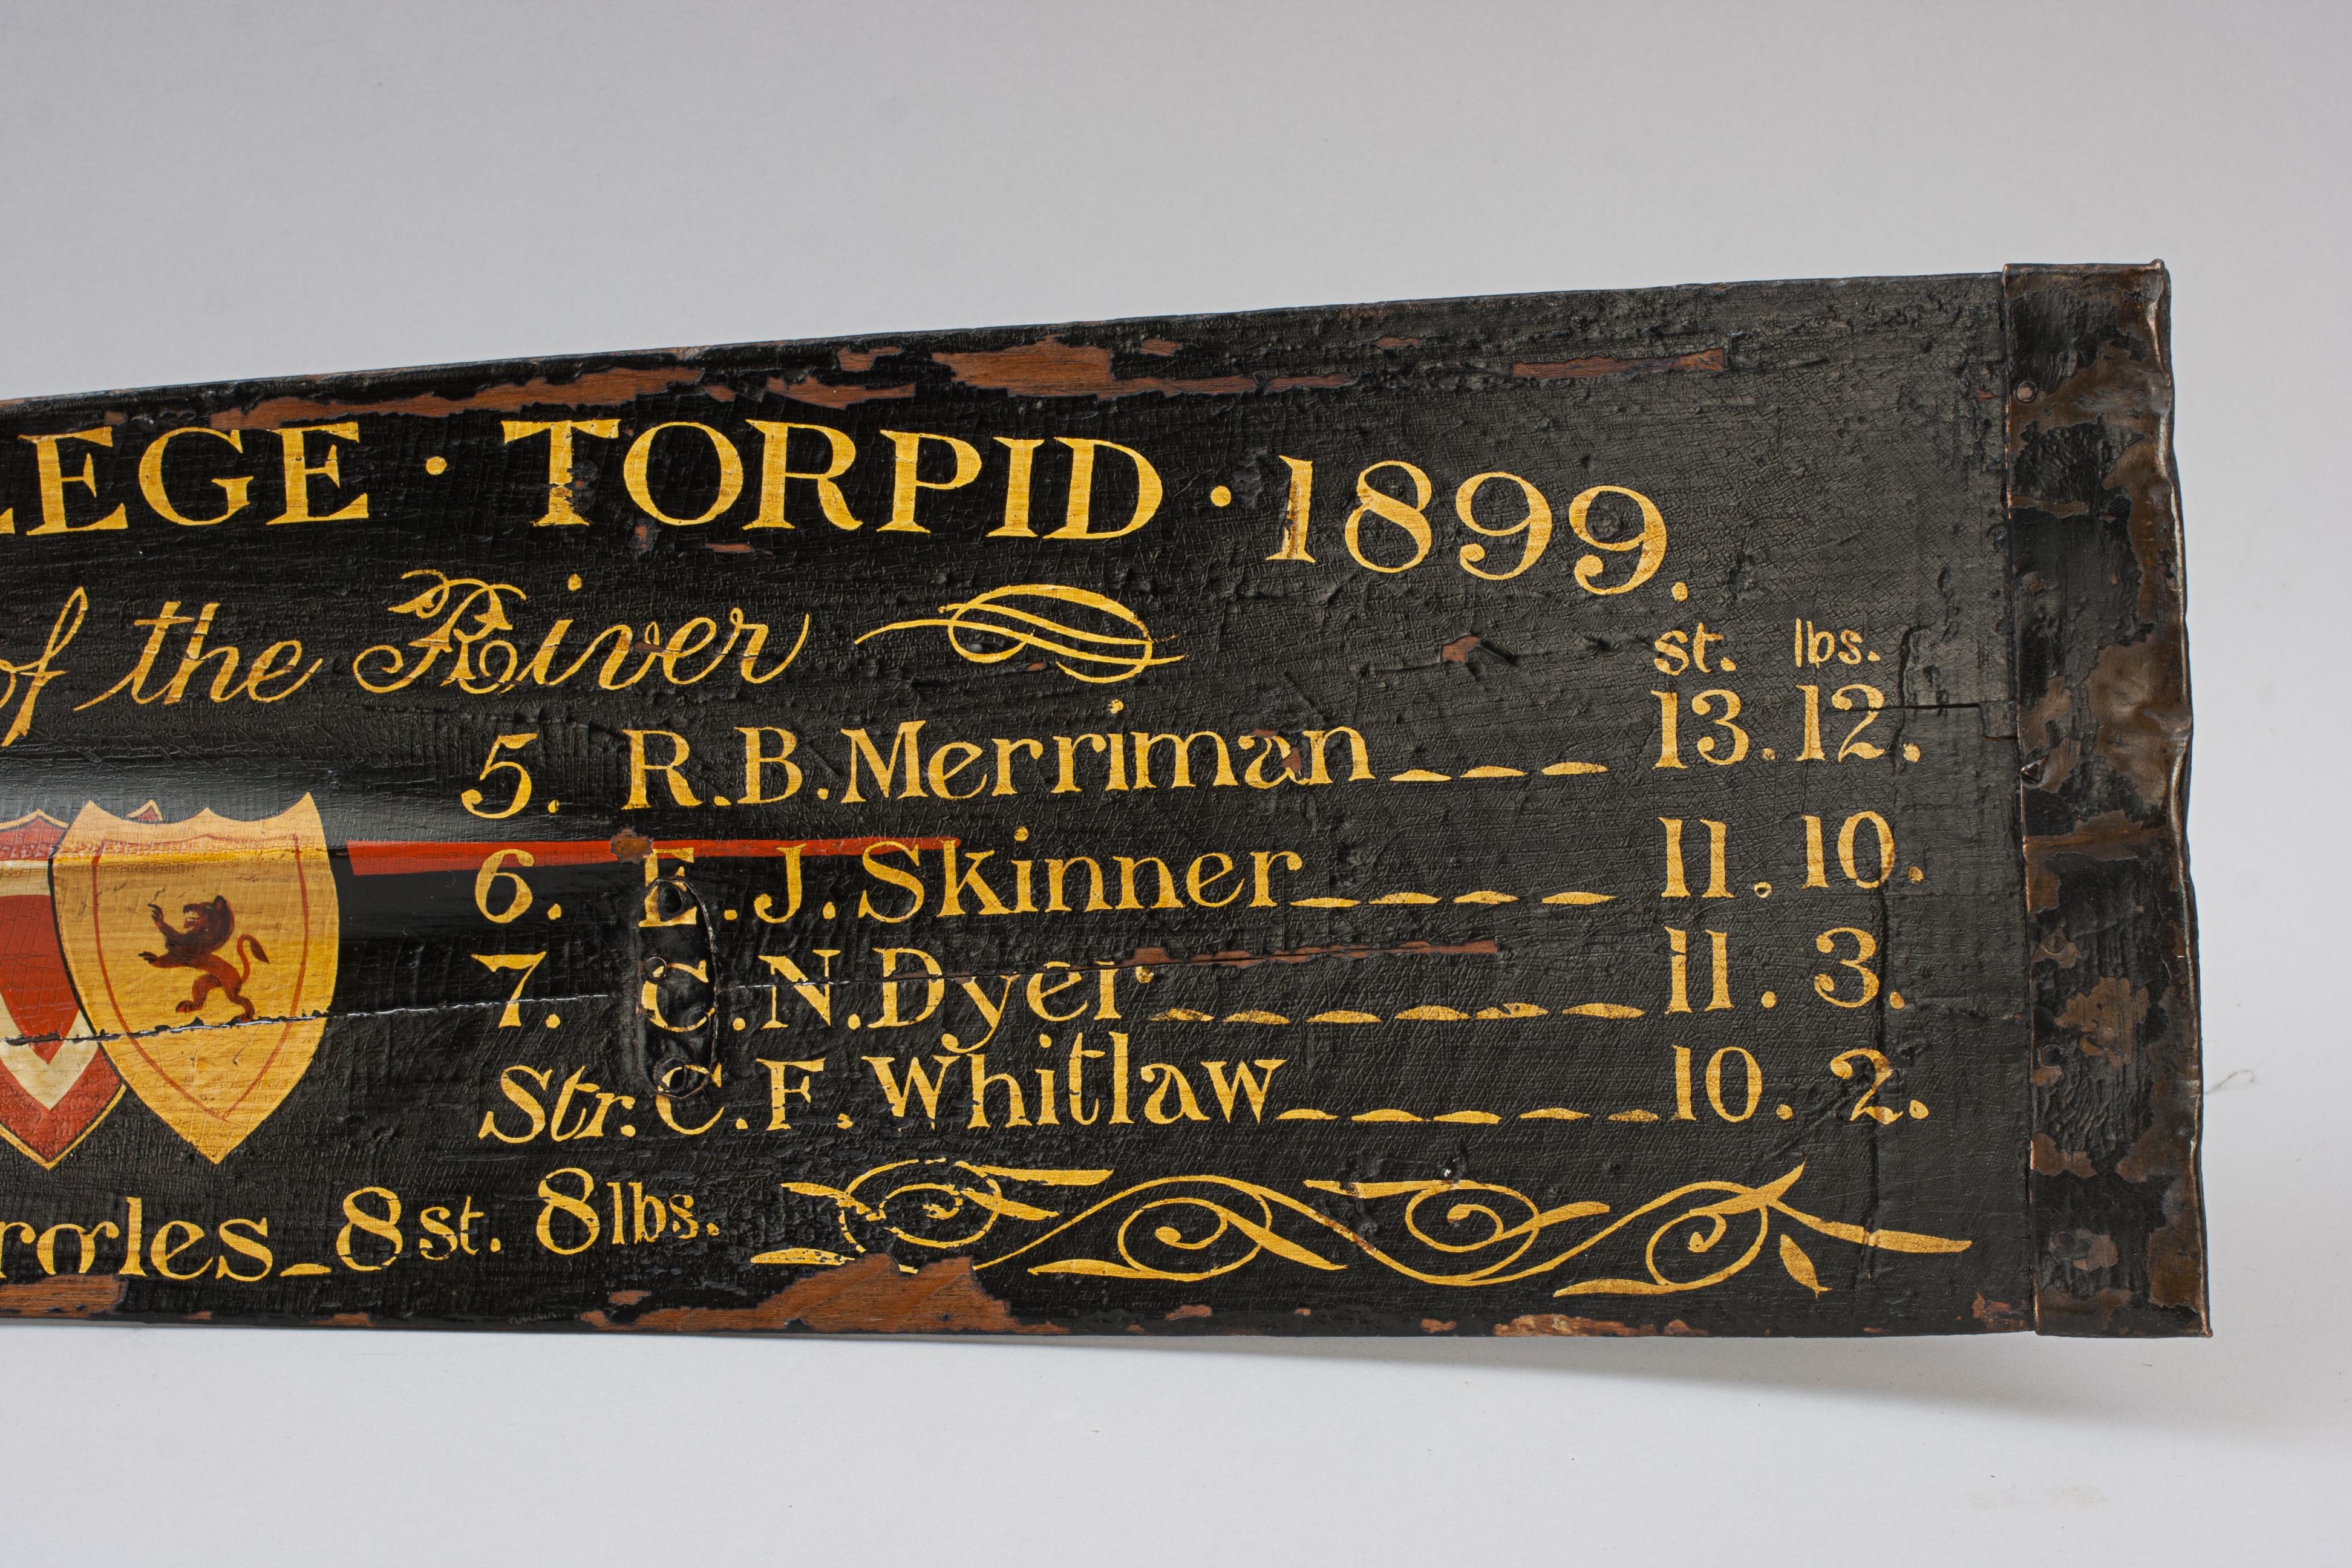 LEGE · TORPID · 1899.
of the River
st. lbs.
5. R.B. Merriman 13. 12.
6. E. J. Skinner 11. 10.
7. C. N. Dyer 11. 3.
Str. C. F. Whitlaw 10. 2.
8 st. 8 lbs.